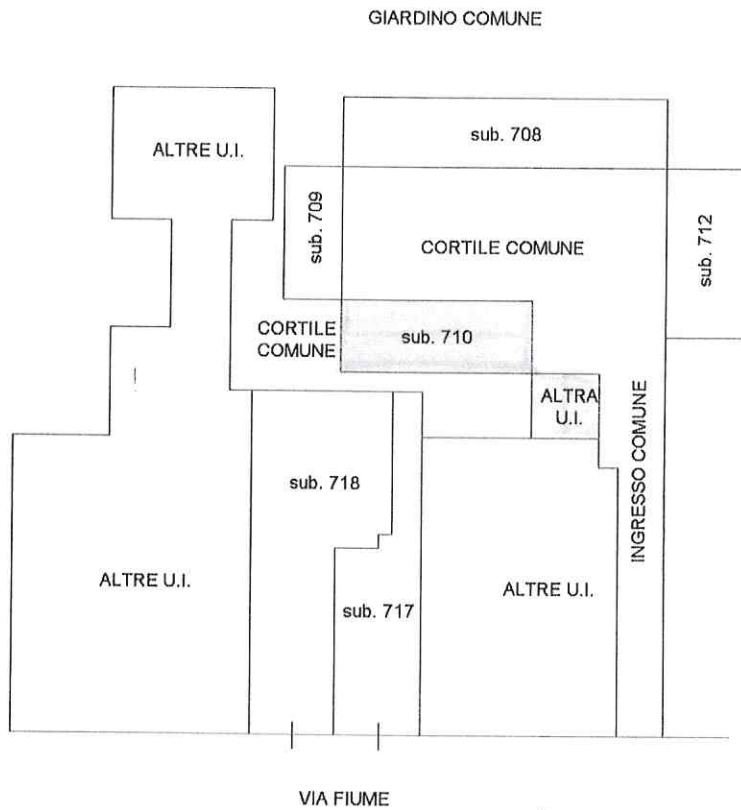 GIARDINO COMUNE
ALTRE U.I.
sub. 708
sub. 709
CORTILE COMUNE
sub. 712
CORTILE
COMUNE
sub. 710
ALTRA
U.I.
INGRESSO COMUNE
sub. 718
ALTRE U.I.
sub. 717
ALTRE U.I.
VIA FIUME